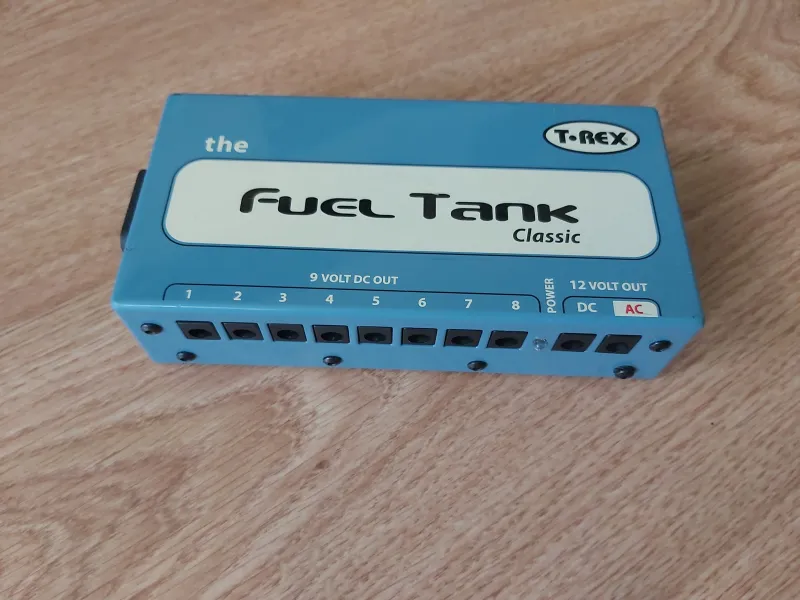 the
T-REX
Fuel Tank
Classic
9 VOLT DC OUT
1 2 3 4 5 6 7 8
POWER
12 VOLT OUT
DC AC